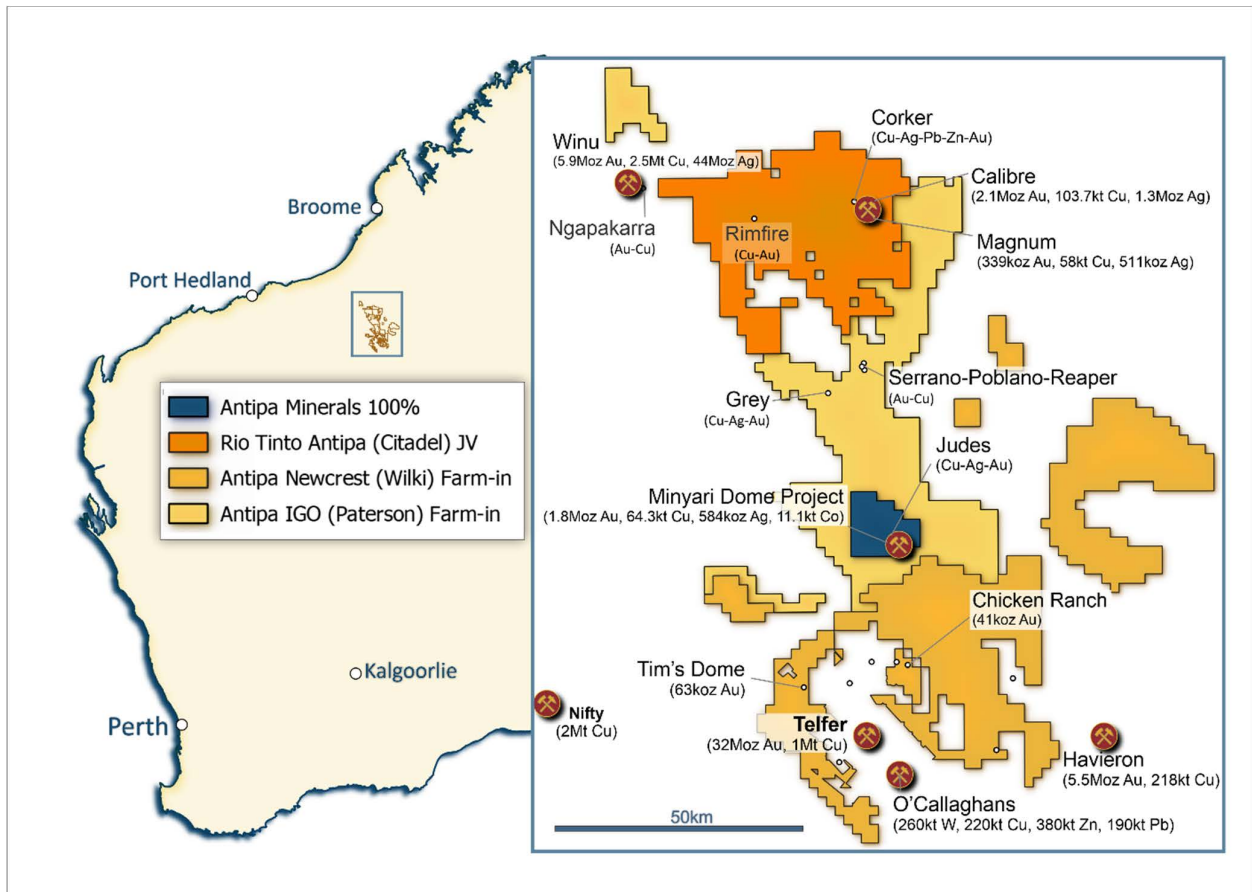 Broome
Port Hedland
Kalgoorlie
Perth
Antipa Minerals 100%
Rio Tinto Antipa (Citadel) JV
Antipa Newcrest (Wilki) Farm-in
Antipa IGO (Paterson) Farm-in
Winu
(5.9Moz Au, 2.5Mt Cu, 44Moz Ag)
Ngapakarra
(Au-Cu)
Rimfire
(Cu-Au)
Corker
(Cu-Ag-Pb-Zn-Au)
Calibre
(2.1Moz Au, 103.7kt Cu, 1.3Moz Ag)
Magnum
(339koz Au, 58kt Cu, 511koz Ag)
Serrano-Poblano-Reaper
(Au-Cu)
Grey
(Cu-Ag-Au)
Judes
(Cu-Ag-Au)
Minyari Dome Project
(1.8Moz Au, 64.3kt Cu, 584koz Ag, 11.1kt Co)
Chicken Ranch
(41koz Au)
Tim's Dome
(63koz Au)
Nifty
(2Mt Cu)
Telfer
(32Moz Au, 1Mt Cu)
Havieron
(5.5Moz Au, 218kt Cu)
O'Callaghans
(260kt W, 220kt Cu, 380kt Zn, 190kt Pb)
50km